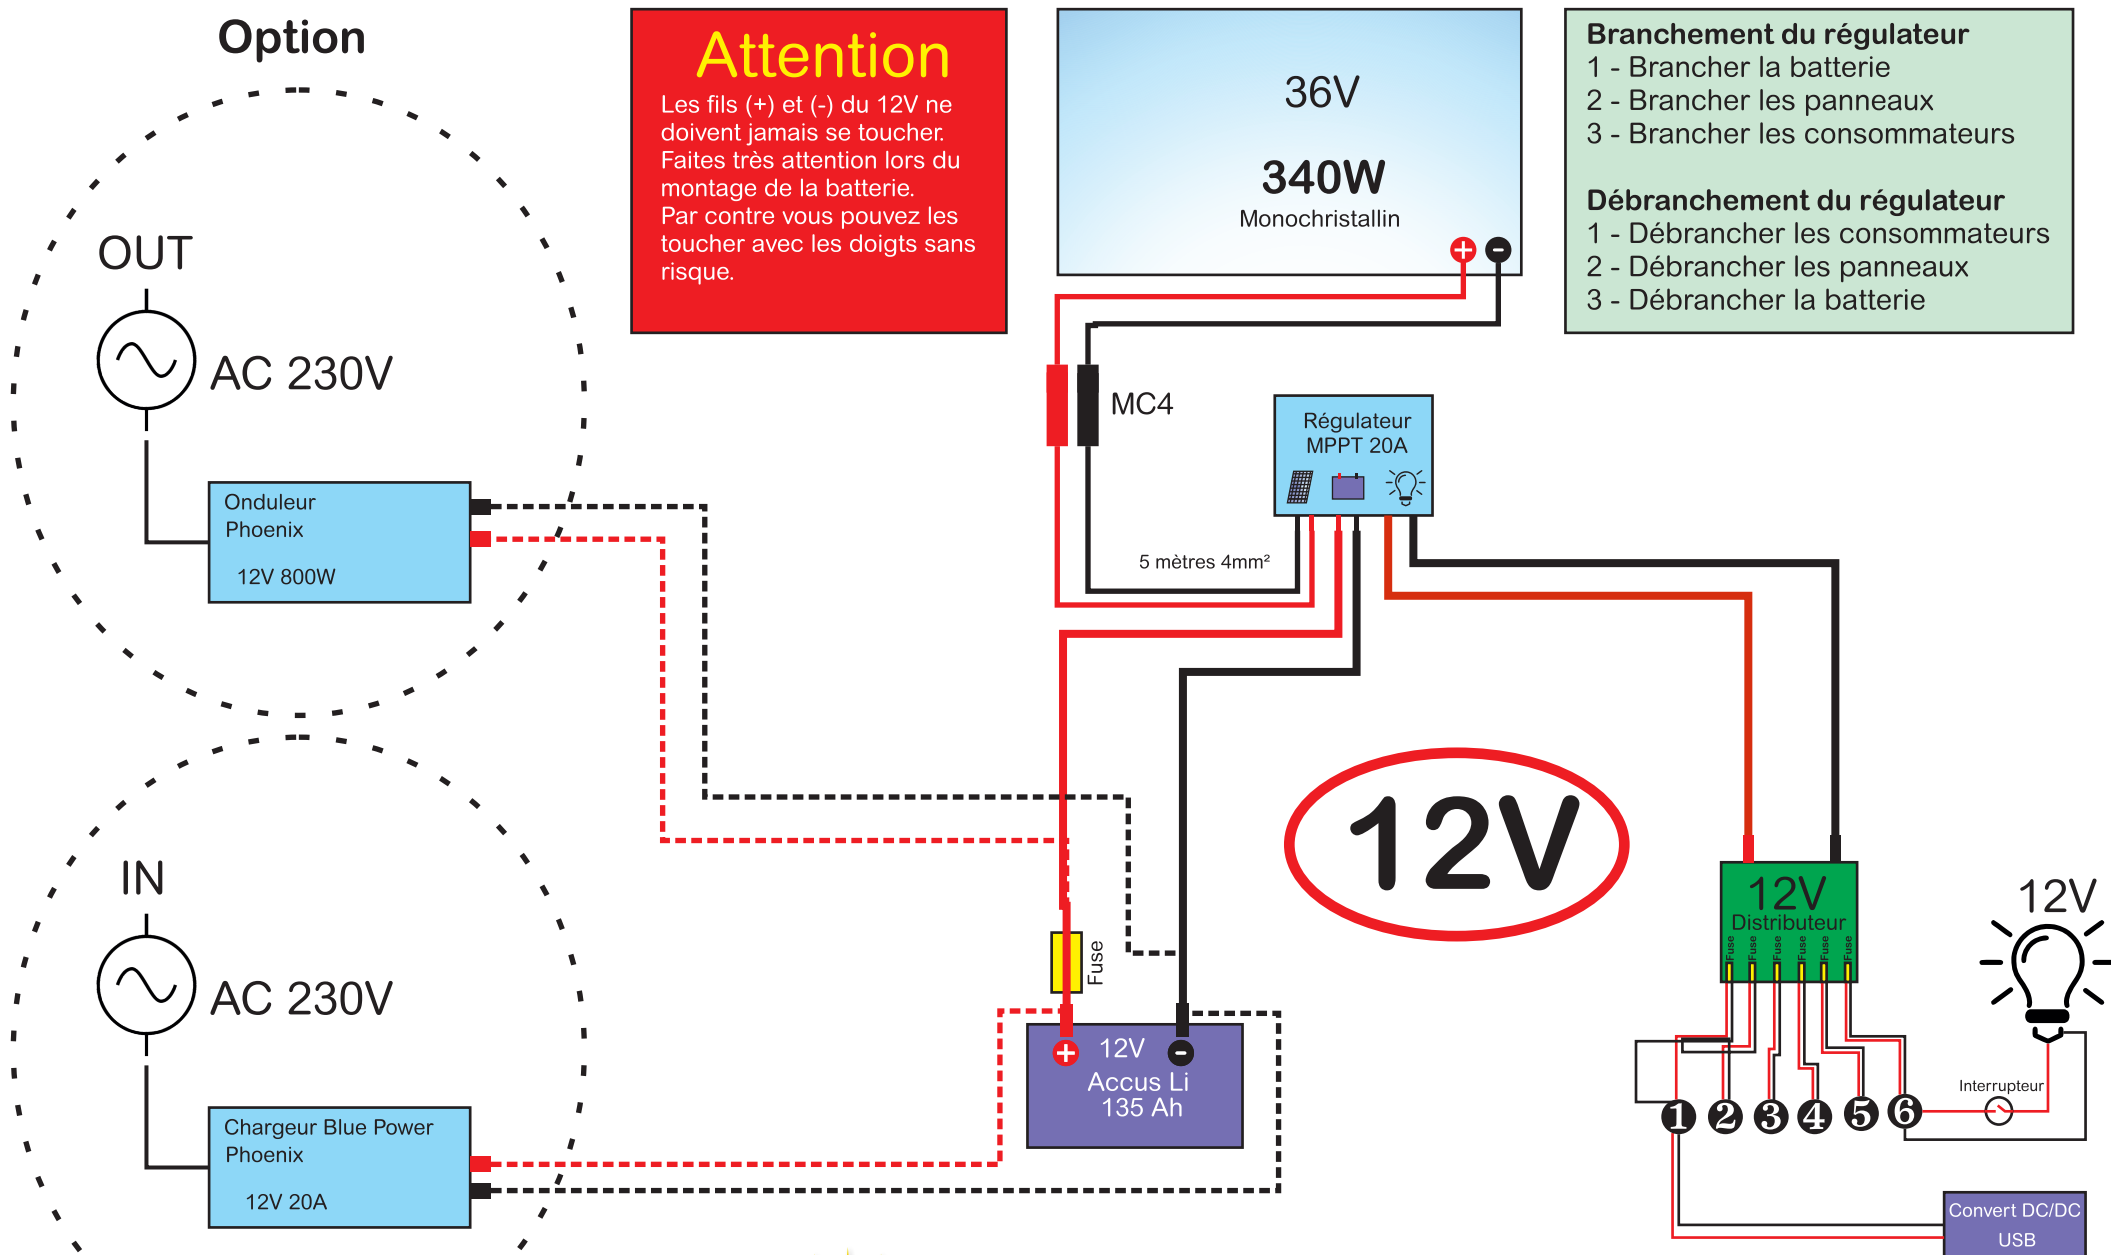 Option
OUT
AC 230V
Onduleur
Phoenix
12V 800W
IN
AC 230V
Chargeur Blue Power
Phoenix
12V 20A
Attention
Les fils (+) et (-) du 12V ne
doivent jamais se toucher.
Faites très attention lors du
montage de la batterie.
Par contre vous pouvez les
toucher avec les doigts sans
risque.
36V
340W
Monochristallin
+ -
MC4
Régulateur
MPPT 20A
5 mètres 4mm²
Branchement du régulateur
1 - Brancher la batterie
2 - Brancher les panneaux
3 - Brancher les consommateurs
Débranchement du régulateur
1 - Débrancher les consommateurs
2 - Débrancher les panneaux
3 - Débrancher la batterie
12V
Fuse
+ 12V -
Accus Li
135 Ah
12V
Distributeur
Fuse Fuse Fuse Fuse Fuse Fuse
12V
Interrupteur
1 2 3 4 5 6
Convert DC/DC
USB